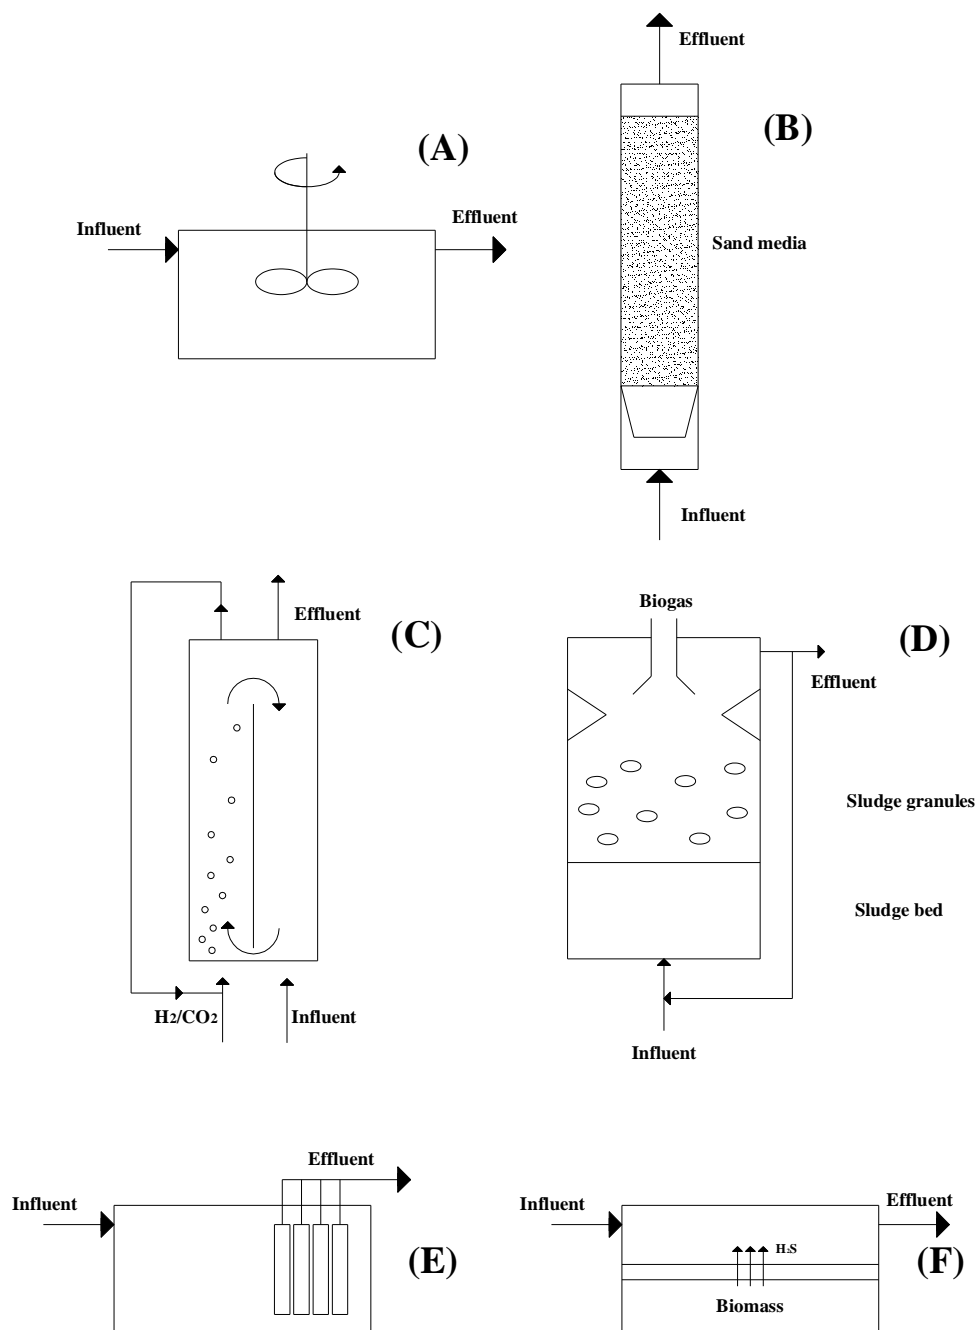 Effluent
(A)
(B)
Influent
Effluent
Sand media
Influent
Effluent
(C)
Biogas
(D)
Effluent
Sludge granules
Sludge bed
H2/CO2
Influent
Influent
Effluent
Influent
(E)
Influent
Effluent
H2S
(F)
Biomass